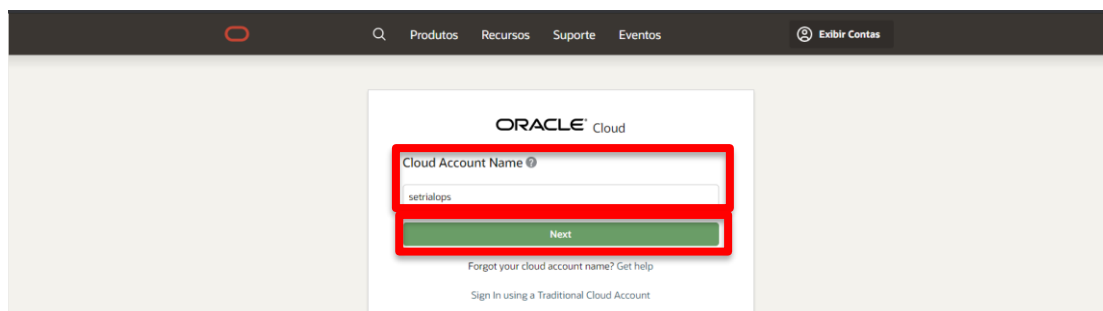 Produtos Recursos Suporte Eventos Exibir Contas
ORACLE Cloud
Cloud Account Name ?
setrialops
Next
Forgot your cloud account name? Get help
Sign In using a Traditional Cloud Account